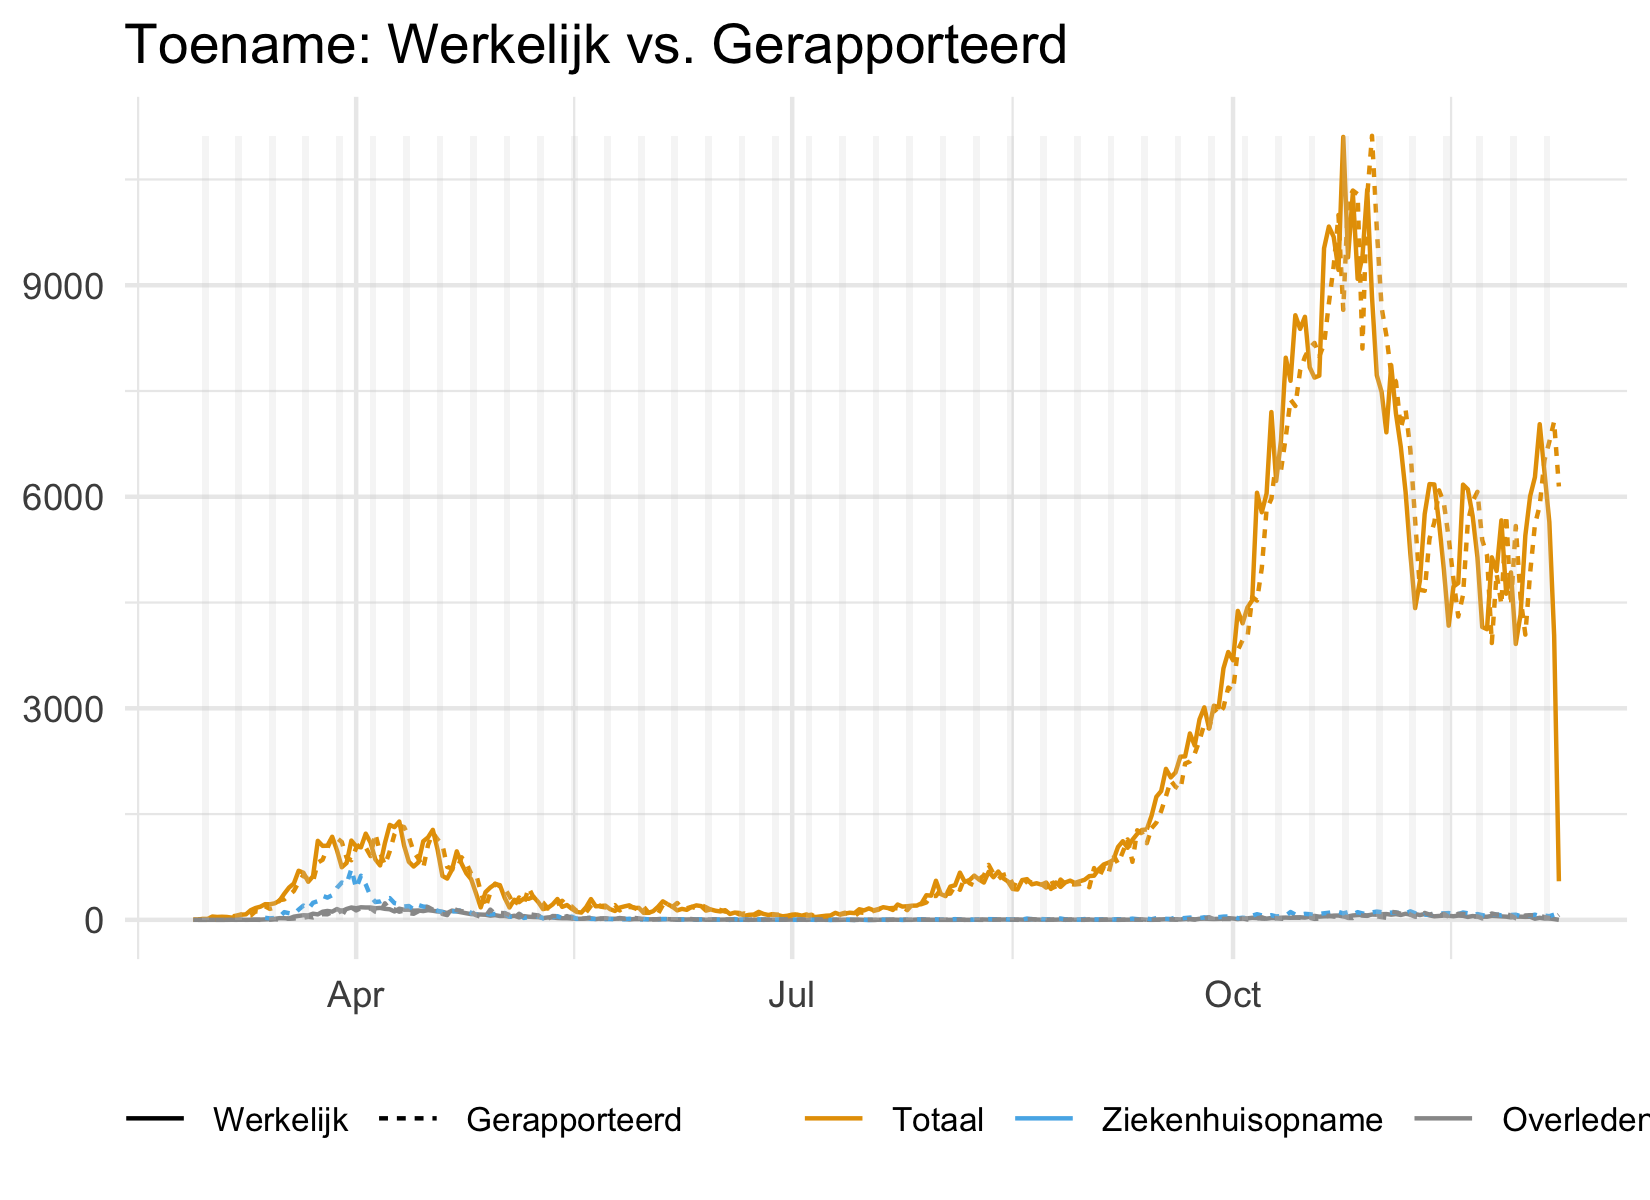 Toename: Werkelijk vs. Gerapporteerd
9000
6000
3000
0
Apr Jul Oct
Werkelijk Gerapporteerd Totaal Ziekenhuisopname Overleden